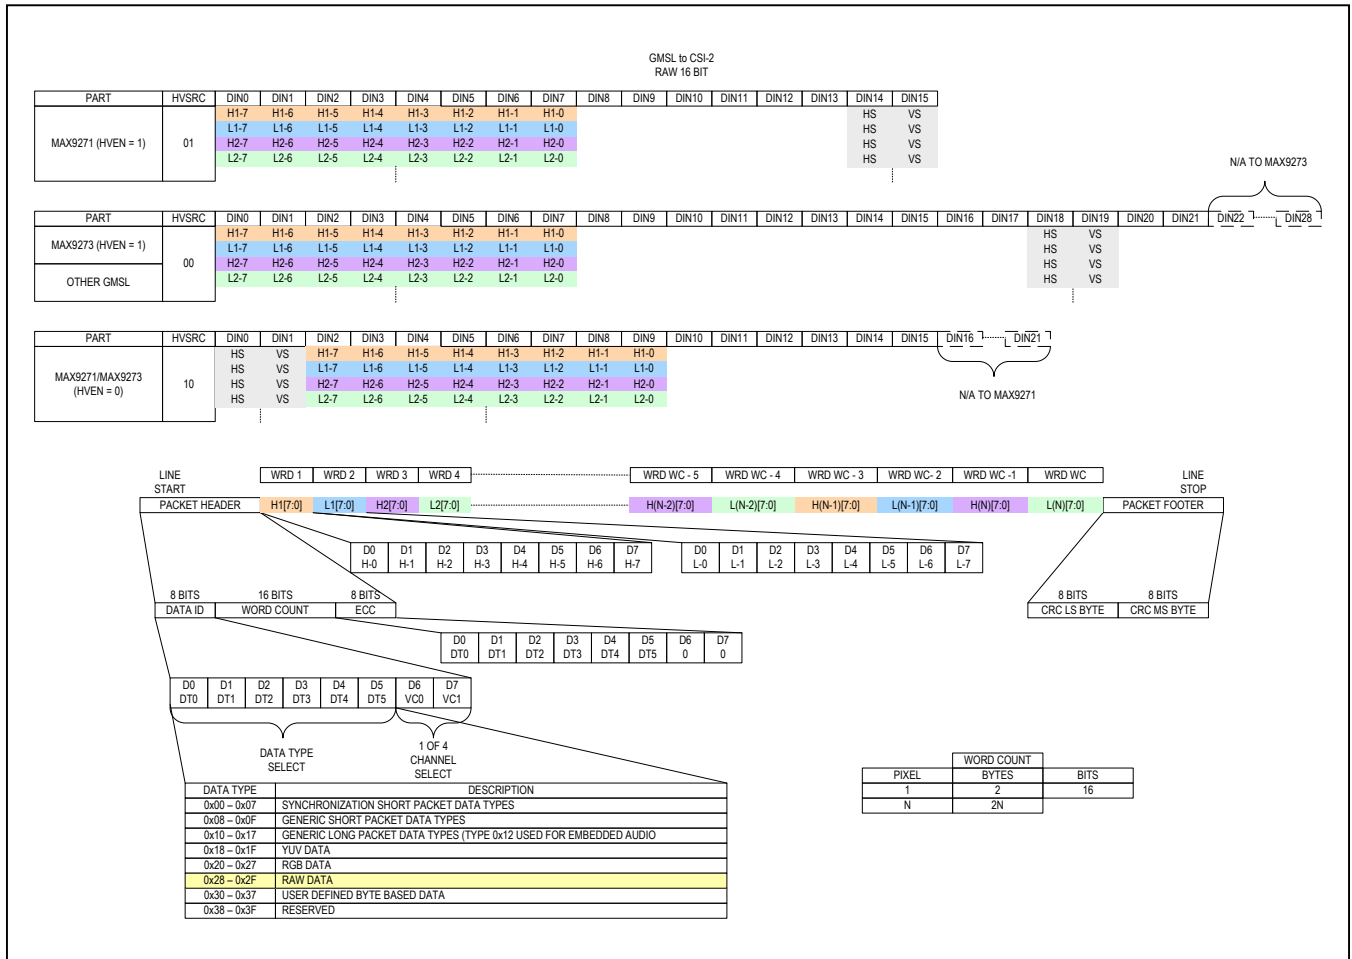 GMSL to CSI-2
RAW 16 BIT
PART HVSRC DIN0 DIN1 DIN2 DIN3 DIN4 DIN5 DIN6 DIN7 DIN8 DIN9 DIN10 DIN11 DIN12 DIN13 DIN14 DIN15
H1-7 H1-6 H1-5 H1-4 H1-3 H1-2 H1-1 H1-0 HS VS
L1-7 L1-6 L1-5 L1-4 L1-3 L1-2 L1-1 L1-0 HS VS
MAX9271 (HVEN = 1) 01 H2-7 H2-6 H2-5 H2-4 H2-3 H2-2 H2-1 H2-0 HS VS
L2-7 L2-6 L2-5 L2-4 L2-3 L2-2 L2-1 L2-0 HS VS
N/A TO MAX9273
PART HVSRC DIN0 DIN1 DIN2 DIN3 DIN4 DIN5 DIN6 DIN7 DIN8 DIN9 DIN10 DIN11 DIN12 DIN13 DIN14 DIN15 DIN16 DIN17 DIN18 DIN19 DIN20 DIN21 DIN22 DIN28
H1-7 H1-6 H1-5 H1-4 H1-3 H1-2 H1-1 H1-0 HS VS
MAX9273 (HVEN = 1) L1-7 L1-6 L1-5 L1-4 L1-3 L1-2 L1-1 L1-0 HS VS
00 H2-7 H2-6 H2-5 H2-4 H2-3 H2-2 H2-1 H2-0 HS VS
OTHER GMSL L2-7 L2-6 L2-5 L2-4 L2-3 L2-2 L2-1 L2-0 HS VS
PART HVSRC DIN0 DIN1 DIN2 DIN3 DIN4 DIN5 DIN6 DIN7 DIN8 DIN9 DIN10 DIN11 DIN12 DIN13 DIN14 DIN15 DIN16 DIN21
HS VS H1-7 H1-6 H1-5 H1-4 H1-3 H1-2 H1-1 H1-0
HS VS L1-7 L1-6 L1-5 L1-4 L1-3 L1-2 L1-1 L1-0
MAX9271/MAX9273
(HVEN = 0) 10 HS VS H2-7 H2-6 H2-5 H2-4 H2-3 H2-2 H2-1 H2-0
HS VS L2-7 L2-6 L2-5 L2-4 L2-3 L2-2 L2-1 L2-0
N/A TO MAX9271
LINE START WRD 1 WRD 2 WRD 3 WRD 4 WRD WC - 5 WRD WC - 4 WRD WC - 3 WRD WC- 2 WRD WC -1 WRD WC LINE STOP
PACKET HEADER H1[7:0] L1[7:0] H2[7:0] L2[7:0] H(N-2)[7:0] L(N-2)[7:0] H(N-1)[7:0] L(N-1)[7:0] H(N)[7:0] L(N)[7:0] PACKET FOOTER
D0 D1 D2 D3 D4 D5 D6 D7 D0 D1 D2 D3 D4 D5 D6 D7
H-0 H-1 H-2 H-3 H-4 H-5 H-6 H-7 L-0 L-1 L-2 L-3 L-4 L-5 L-6 L-7
8 BITS 16 BITS 8 BITS 8 BITS 8 BITS
DATA ID WORD COUNT ECC CRC LS BYTE CRC MS BYTE
D0 D1 D2 D3 D4 D5 D6 D7
DT0 DT1 DT2 DT3 DT4 DT5 0 0
D0 D1 D2 D3 D4 D5 D6 D7
DT0 DT1 DT2 DT3 DT4 DT5 VC0 VC1
DATA TYPE
SELECT
1 OF 4
CHANNEL
SELECT
WORD COUNT
PIXEL BYTES BITS
1 2 16
N 2N
DATA TYPE DESCRIPTION
0x00 – 0x07 SYNCHRONIZATION SHORT PACKET DATA TYPES
0x08 – 0x0F GENERIC SHORT PACKET DATA TYPES
0x10 – 0x17 GENERIC LONG PACKET DATA TYPES (TYPE 0x12 USED FOR EMBEDDED AUDIO
0x18 – 0x1F YUV DATA
0x20 – 0x27 RGB DATA
0x28 – 0x2F RAW DATA
0x30 – 0x37 USER DEFINED BYTE BASED DATA
0x38 – 0x3F RESERVED